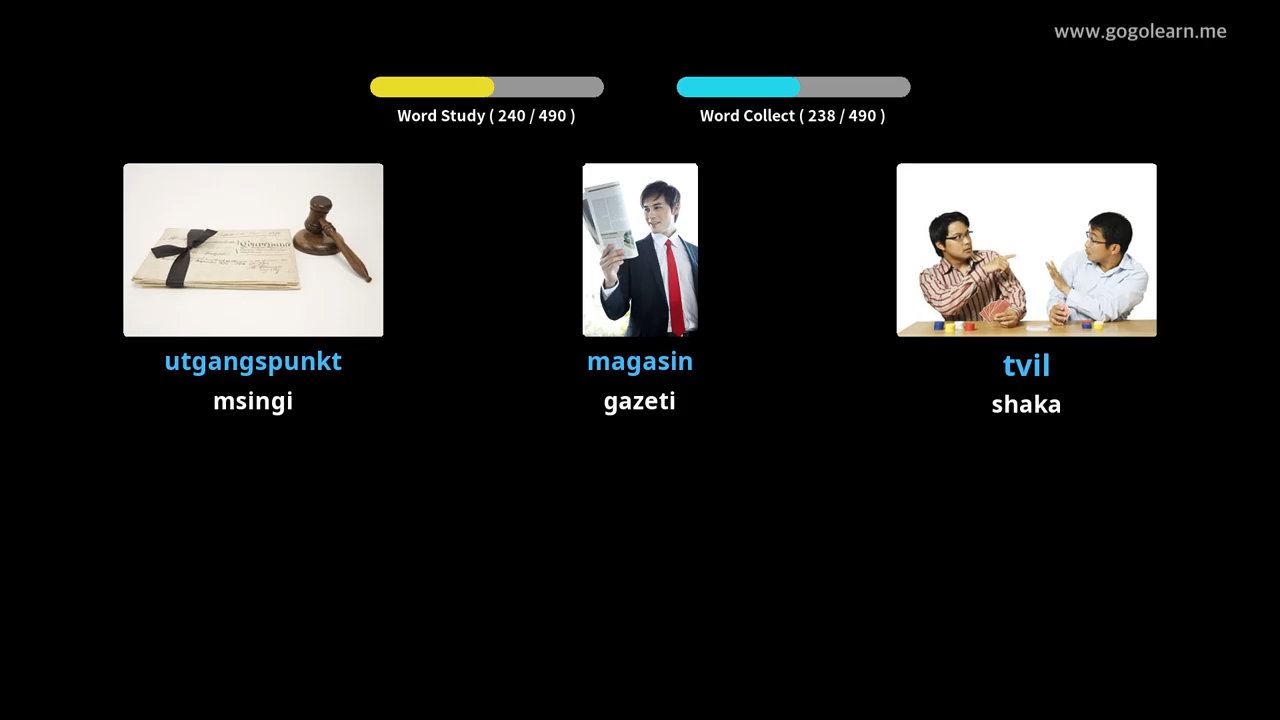 www.gogolearn.me
Word Study ( 240 / 490 )
Word Collect ( 238 / 490 )
utgangspunkt
msingi
magasin
gazeti
tvil
shaka